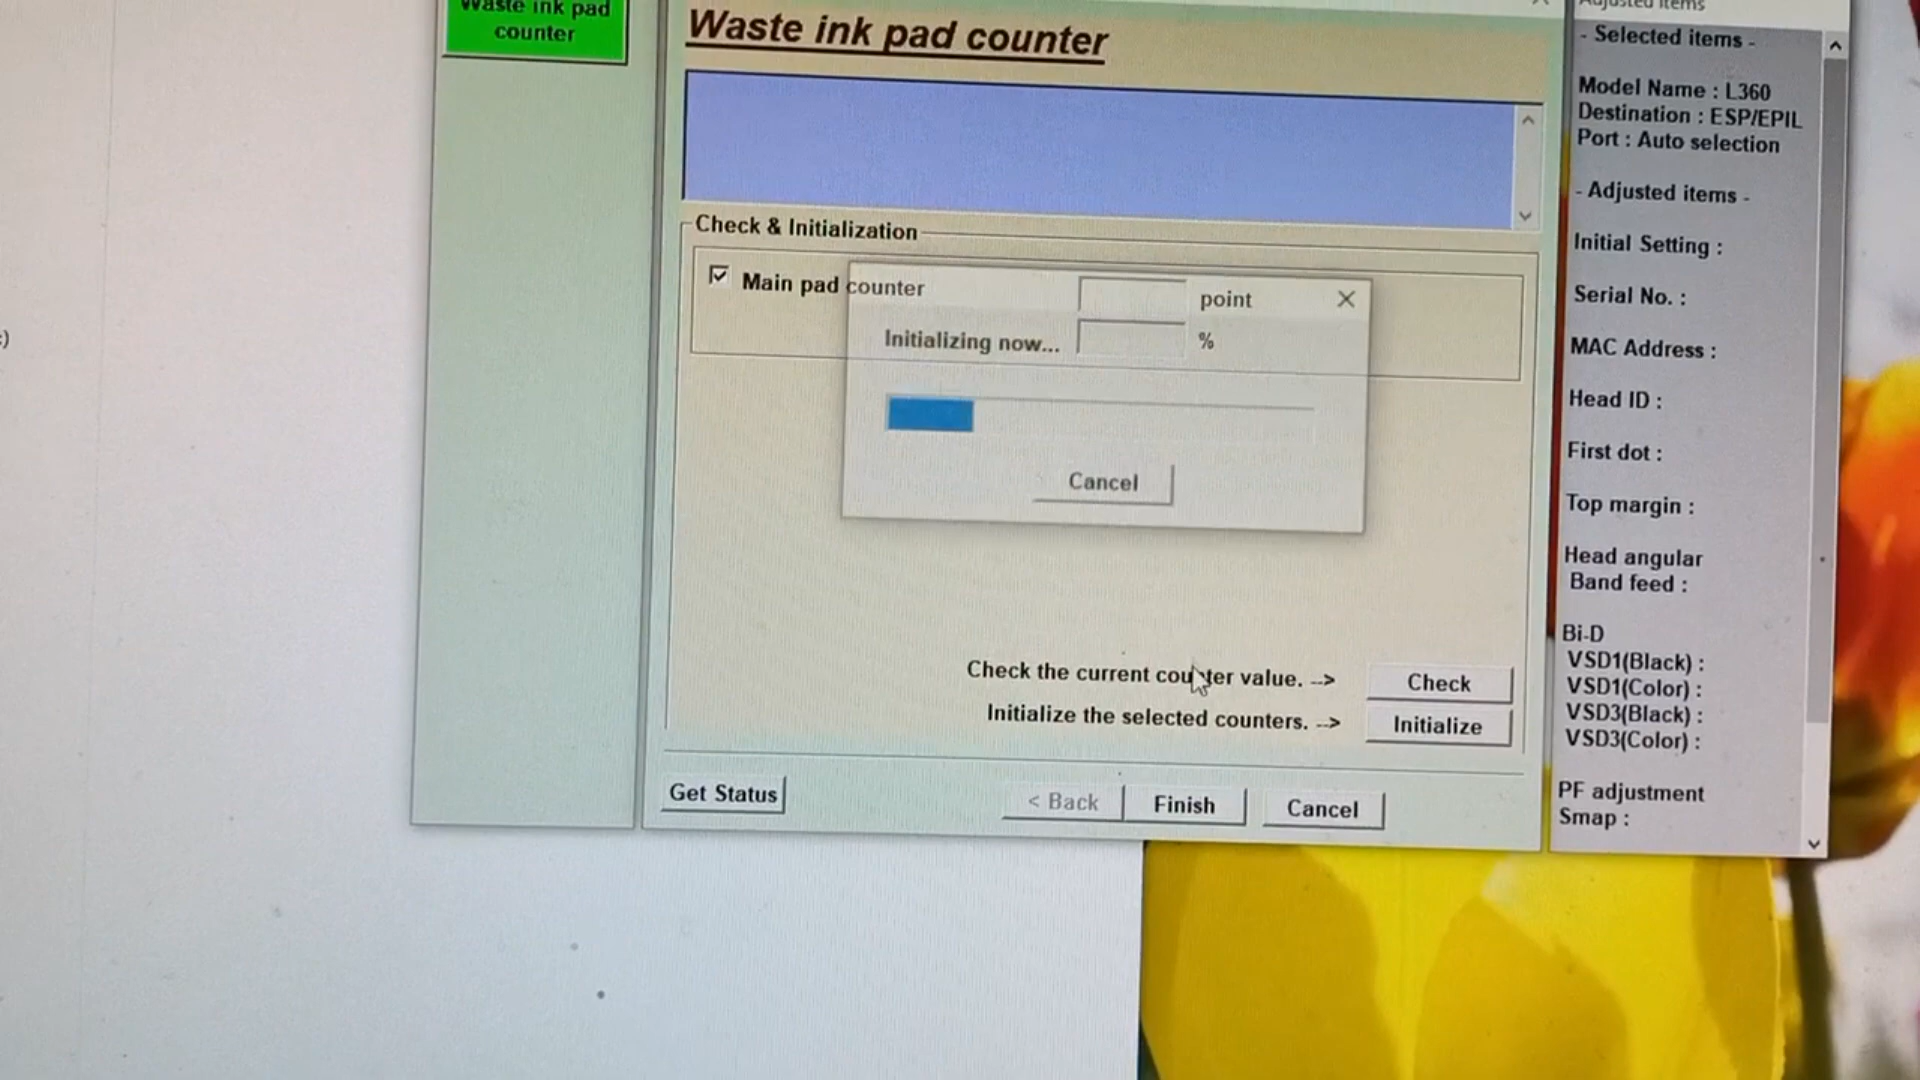 Waste ink pad
counter
Waste ink pad counter
Check & Initialization
Main pad counter
point
Initializing now...
%
Cancel
Check the current counter value. -->
Check
Initialize the selected counters. -->
Initialize
Get Status
< Back
Finish
Cancel
Adjusted items
- Selected items -
Model Name : L360
Destination : ESP/EPIL
Port : Auto selection
- Adjusted items -
Initial Setting :
Serial No. :
MAC Address :
Head ID :
First dot :
Top margin :
Head angular
Band feed :
Bi-D
VSD1(Black) :
VSD1(Color) :
VSD3(Black) :
VSD3(Color) :
PF adjustment
Smap :